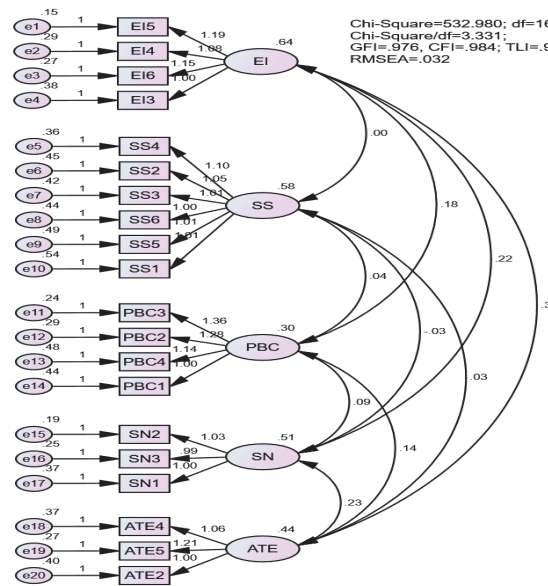 Chi-Square=532.980; df=16
Chi-Square/df=3.331;
GFI=.976, CFI=.984; TLI=.9
RMSEA=.032
.15
e1 1 EI5 1.19
.29
e2 1 EI4 1.08
.27
e3 1 EI6 1.15
.38
e4 1 EI3 1.00
.64
EI
.36
e5 1 SS4 1.10
.45
e6 1 SS2 1.05
.42
e7 1 SS3 1.01
.44
e8 1 SS6 1.00
.49
e9 1 SS5 1.01
.54
e10 1 SS1
.58
SS
.24
e11 1 PBC3 1.36
.29
e12 1 PBC2 1.28
.48
e13 1 PBC4 1.14
.44
e14 1 PBC1 1.00
.30
PBC
.19
e15 1 SN2 1.03
.25
e16 1 SN3 .99
.37
e17 1 SN1 1.00
.51
SN
.37
e18 1 ATE4 1.06
.27
e19 1 ATE5 1.21
.40
e20 1 ATE2 1.00
.44
ATE
.00
.18
.22
.3
.04
-.03
.03
.09
.14
.23